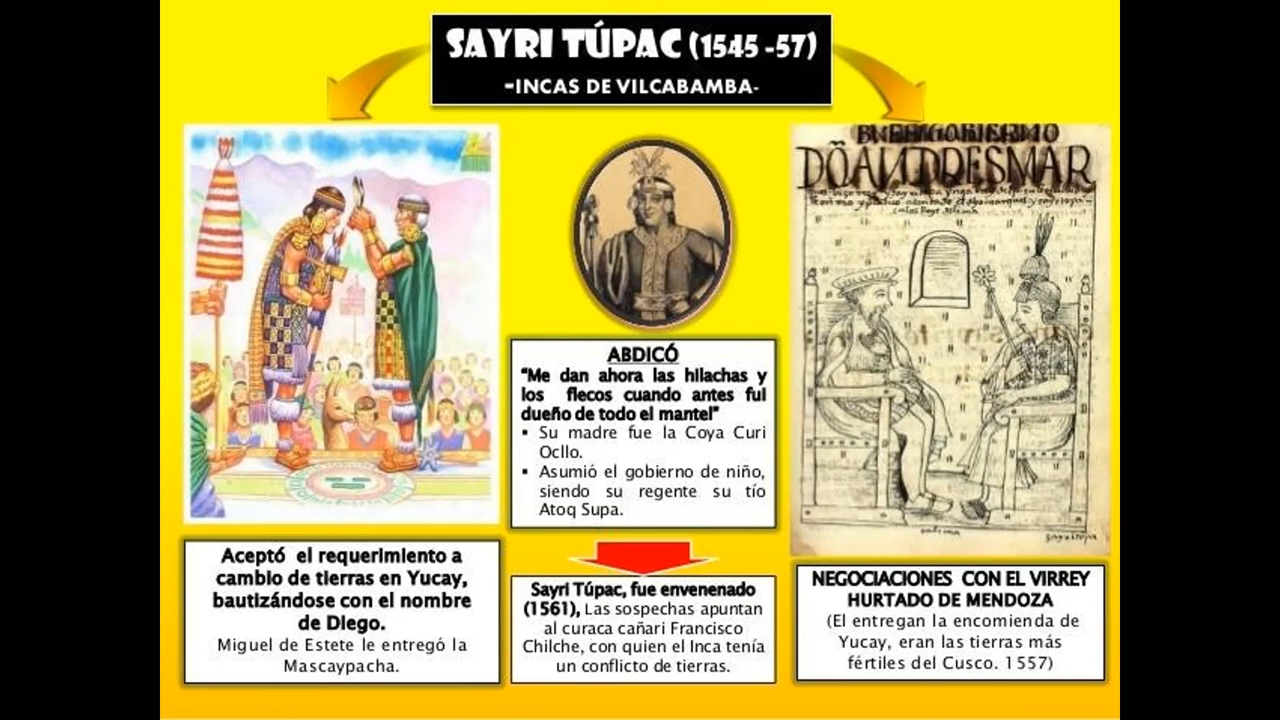 SAYRI TÚPAC (1545 -57)
-INCAS DE VILCABAMBA-
BUEN GOBIERNO
DÕANDRESMAR
ABDICÓ
“Me dan ahora las hilachas y
los flecos cuando antes fui
dueño de todo el mantel”
▪ Su madre fue la Coya Curi
Ocllo.
▪ Asumió el gobierno de niño,
siendo su regente su tío
Atoq Supa.
Aceptó el requerimiento a
cambio de tierras en Yucay,
bautizándose con el nombre
de Diego.
Miguel de Estete le entregó la
Mascaypacha.
Sayri Túpac, fue envenenado
(1561), Las sospechas apuntan
al curaca cañari Francisco
Chilche, con quien el Inca tenía
un conflicto de tierras.
NEGOCIACIONES CON EL VIRREY
HURTADO DE MENDOZA
(El entregan la encomienda de
Yucay, eran las tierras más
fértiles del Cusco. 1557)